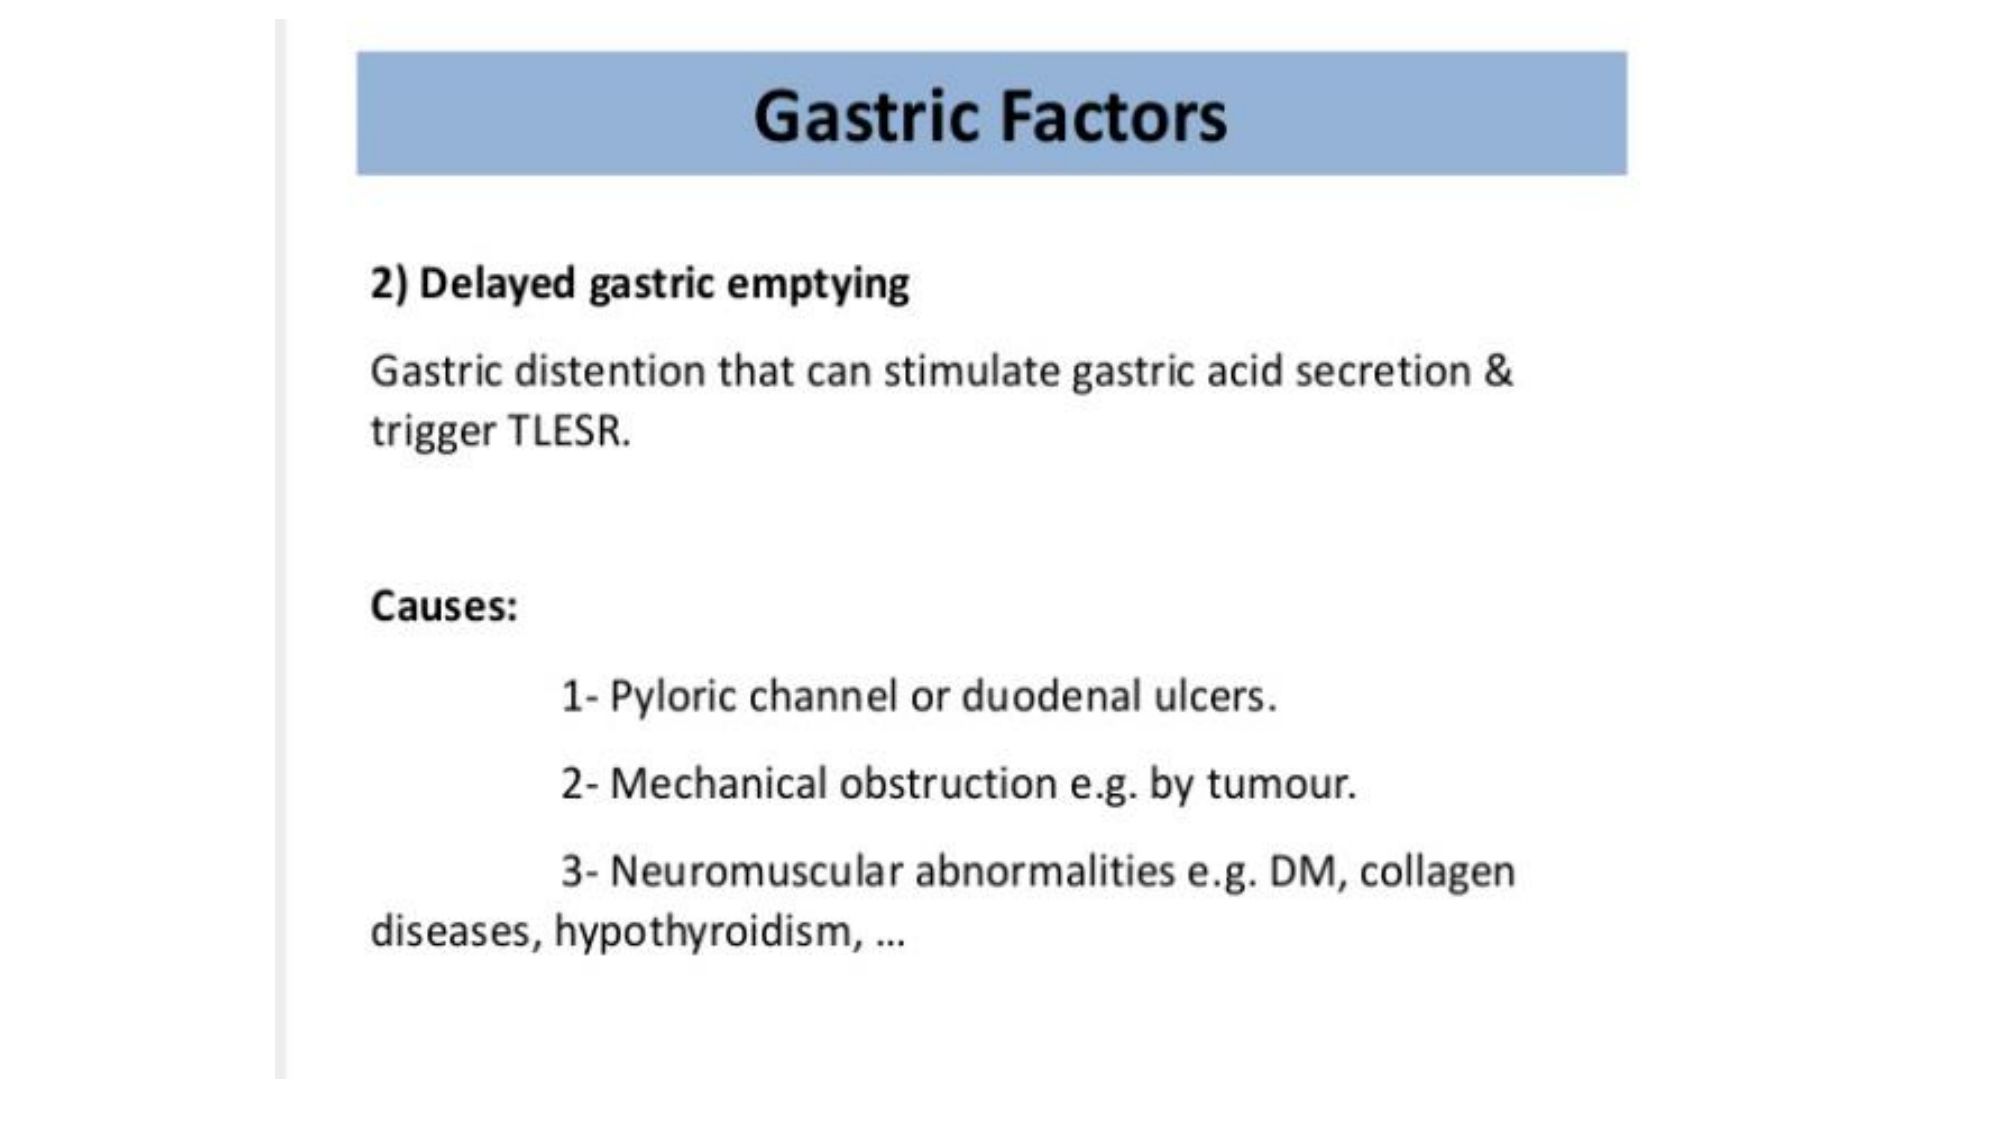 Gastric Factors
2) Delayed gastric emptying
Gastric distention that can stimulate gastric acid secretion &
trigger TLESR.
Causes:
1- Pyloric channel or duodenal ulcers.
2- Mechanical obstruction e.g. by tumour.
3- Neuromuscular abnormalities e.g. DM, collagen
diseases, hypothyroidism, ...